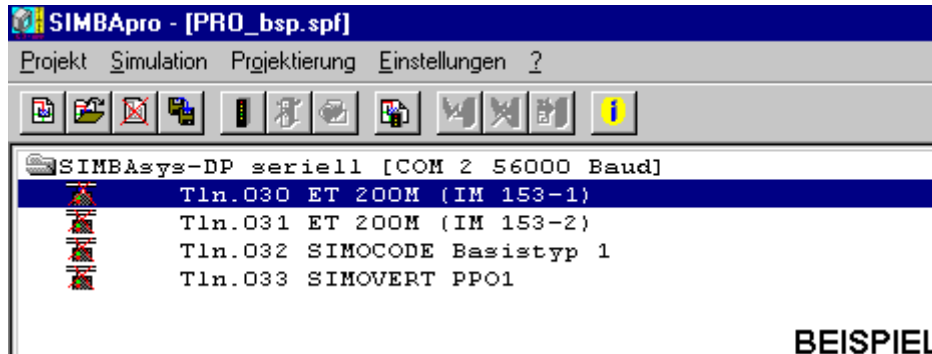 SIMBApro - [PRO_bsp.spf]
Projekt Simulation Projektierung Einstellungen ?
SIMBAsys-DP seriell [COM 2 56000 Baud]
Tln.030 ET 200M (IM 153-1)
Tln.031 ET 200M (IM 153-2)
Tln.032 SIMOCODE Basistyp 1
Tln.033 SIMOVERT PPO1
BEISPIEL